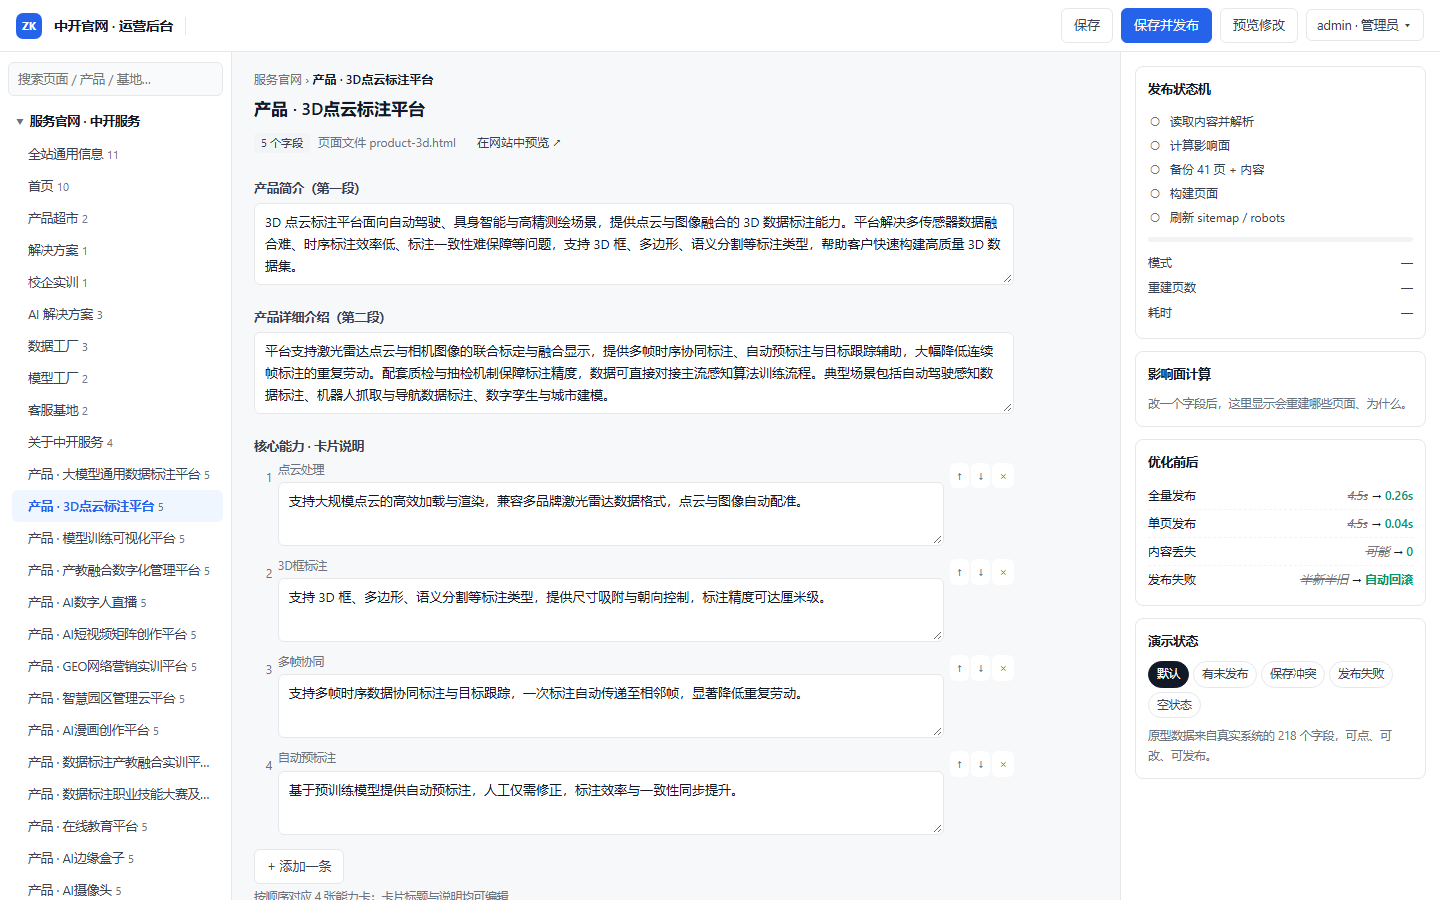 ZK 中开官网 · 运营后台
保存
保存并发布
预览修改
admin · 管理员
搜索页面 / 产品 / 基地...
服务官网 · 中开服务
全站通用信息 11
首页 10
产品超市 2
解决方案 1
校企实训 1
AI 解决方案 3
数据工厂 3
模型工厂 2
客服基地 2
关于中开服务 4
产品 · 大模型通用数据标注平台 5
产品 · 3D点云标注平台 5
产品 · 模型训练可视化平台 5
产品 · 产教融合数字化管理平台 5
产品 · AI数字人直播 5
产品 · AI短视频矩阵创作平台 5
产品 · GEO网络营销实训平台 5
产品 · 智慧园区管理云平台 5
产品 · AI漫画创作平台 5
产品 · 数据标注产教融合实训平...
产品 · 数据标注职业技能大赛及...
产品 · 在线教育平台 5
产品 · AI边缘盒子 5
产品 · AI摄像头 5
服务官网 › 产品 · 3D点云标注平台
产品 · 3D点云标注平台
5 个字段 页面文件 product-3d.html 在网站中预览 ↗
产品简介（第一段）
3D 点云标注平台面向自动驾驶、具身智能与高精测绘场景，提供点云与图像融合的 3D 数据标注能力。平台解决多传感器数据融
合难、时序标注效率低、标注一致性难保障等问题，支持 3D 框、多边形、语义分割等标注类型，帮助客户快速构建高质量 3D 数
据集。
产品详细介绍（第二段）
平台支持激光雷达点云与相机图像的联合标定与融合显示，提供多帧时序协同标注、自动预标注与目标跟踪辅助，大幅降低连续
帧标注的重复劳动。配套质检与抽检机制保障标注精度，数据可直接对接主流感知算法训练流程。典型场景包括自动驾驶感知数
据标注、机器人抓取与导航数据标注、数字孪生与城市建模。
核心能力 · 卡片说明
1 点云处理 ↑ ↓ ×
支持大规模点云的高效加载与渲染，兼容多品牌激光雷达数据格式，点云与图像自动配准。
2 3D框标注 ↑ ↓ ×
支持 3D 框、多边形、语义分割等标注类型，提供尺寸吸附与朝向控制，标注精度可达厘米级。
3 多帧协同 ↑ ↓ ×
支持多帧时序数据协同标注与目标跟踪，一次标注自动传递至相邻帧，显著降低重复劳动。
4 自动预标注 ↑ ↓ ×
基于预训练模型提供自动预标注，人工仅需修正，标注效率与一致性同步提升。
+ 添加一条
按顺序对应 4 张能力卡；卡片标题与说明均可编辑
发布状态机
读取内容并解析
计算影响面
备份 41 页 + 内容
构建页面
刷新 sitemap / robots
模式 —
重建页数 —
耗时 —
影响面计算
改一个字段后，这里显示会重建哪些页面、为什么。
优化前后
全量发布 4.5s → 0.26s
单页发布 4.5s → 0.04s
内容丢失 可能 → 0
发布失败 半新半旧 → 自动回滚
演示状态
默认 有未发布 保存冲突 发布失败
空状态
原型数据来自真实系统的 218 个字段，可点、可
改、可发布。